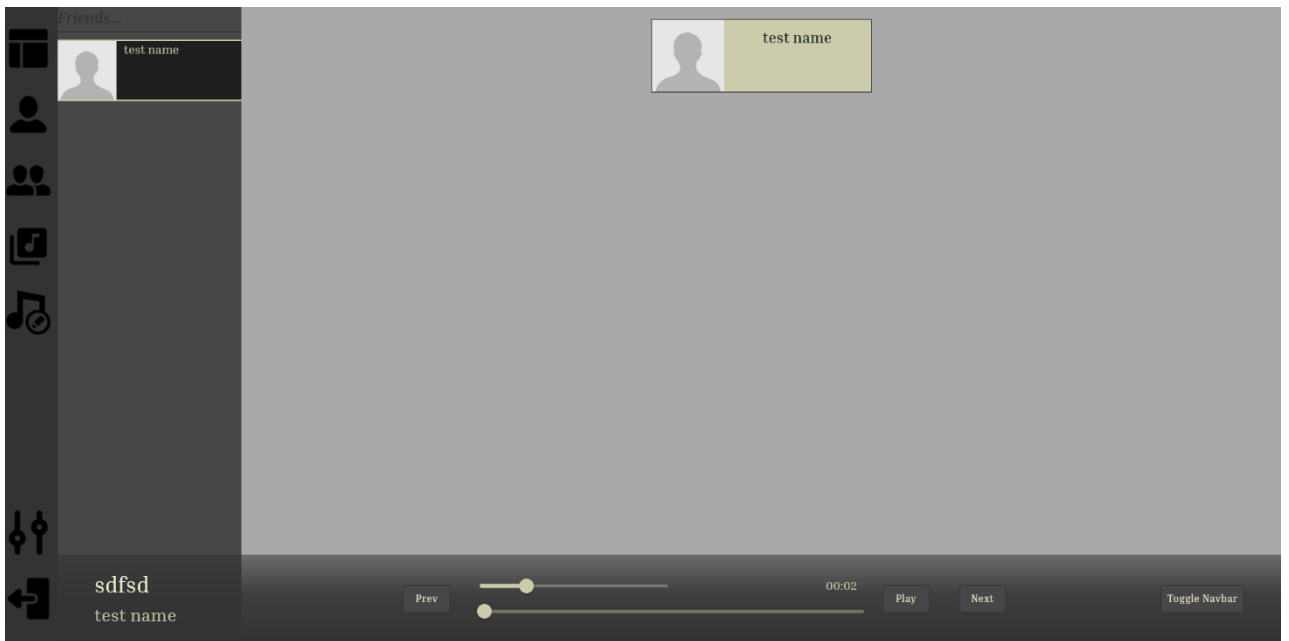 Friends...
test name
test name
sdfsd
test name
Prev
00:02
Play
Next
Toggle Navbar